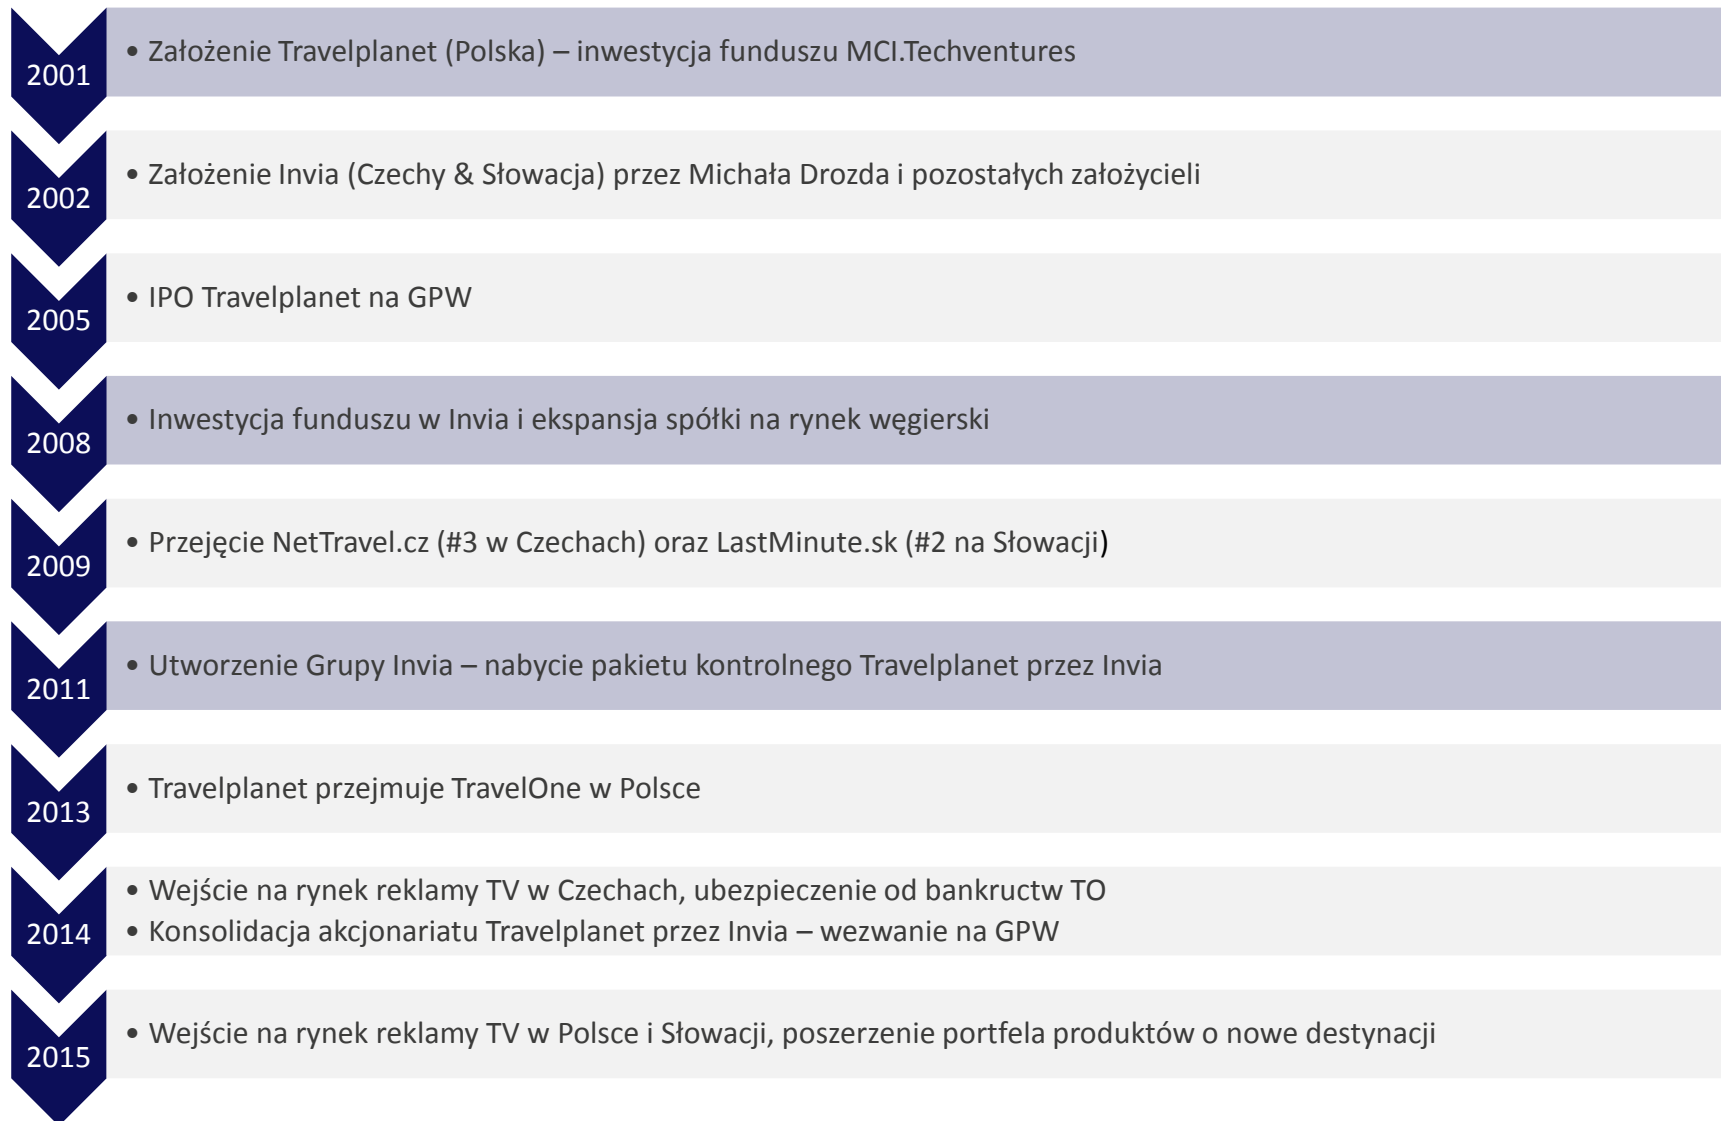 2001
• Założenie Travelplanet (Polska) – inwestycja funduszu MCI.Techventures
2002
• Założenie Invia (Czechy & Słowacja) przez Michała Drozda i pozostałych założycieli
2005
• IPO Travelplanet na GPW
2008
• Inwestycja funduszu w Invia i ekspansja spółki na rynek węgierski
2009
• Przejęcie NetTravel.cz (#3 w Czechach) oraz LastMinute.sk (#2 na Słowacji)
2011
• Utworzenie Grupy Invia – nabycie pakietu kontrolnego Travelplanet przez Invia
2013
• Travelplanet przejmuje TravelOne w Polsce
2014
• Wejście na rynek reklamy TV w Czechach, ubezpieczenie od bankructw TO
• Konsolidacja akcjonariatu Travelplanet przez Invia – wezwanie na GPW
2015
• Wejście na rynek reklamy TV w Polsce i Słowacji, poszerzenie portfela produktów o nowe destynacji